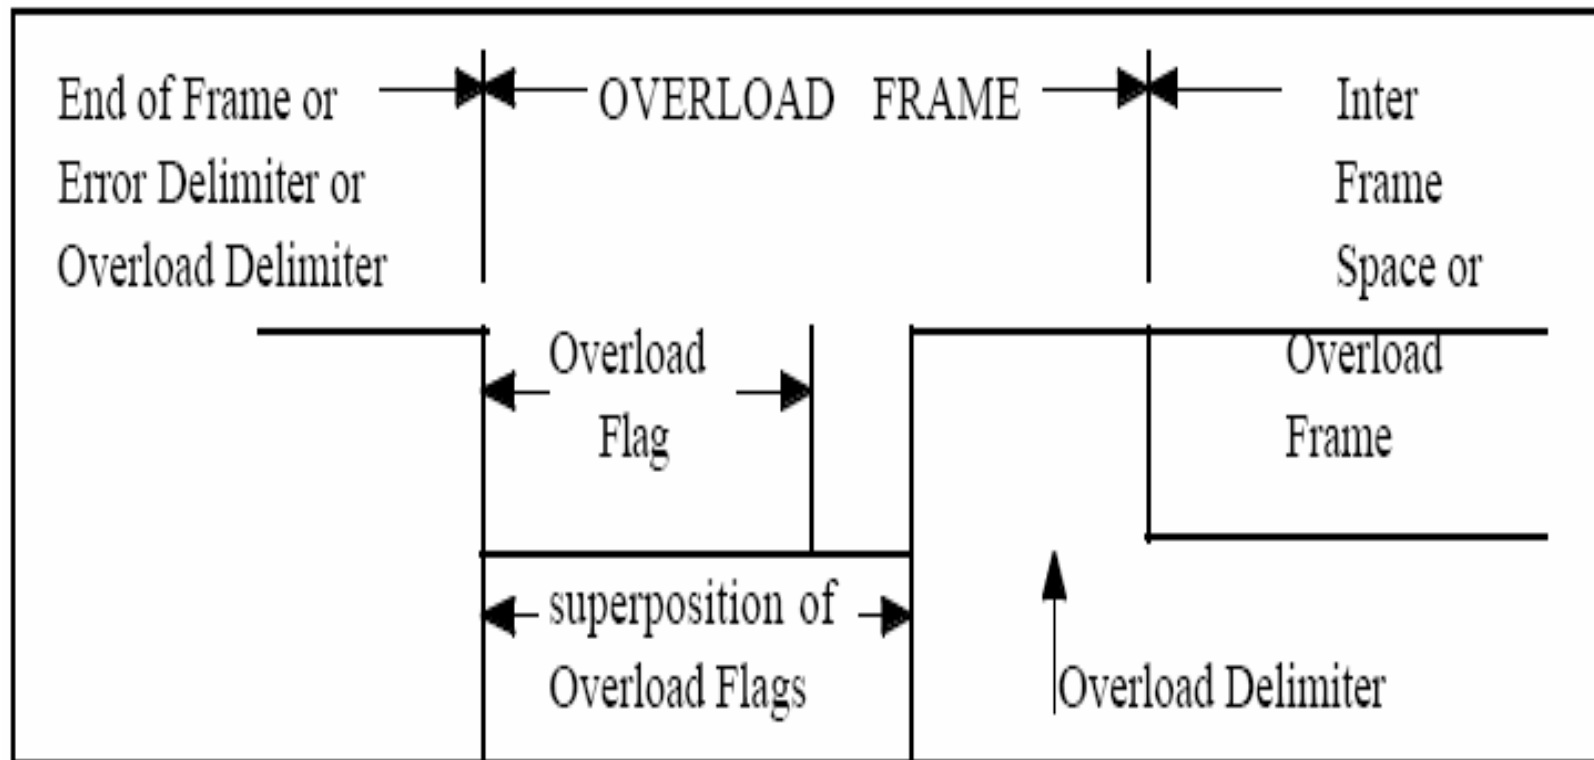 End of Frame or
Error Delimiter or
Overload Delimiter
OVERLOAD FRAME
Inter
Frame
Space or
Overload
Frame
Overload
Flag
superposition of
Overload Flags
Overload Delimiter